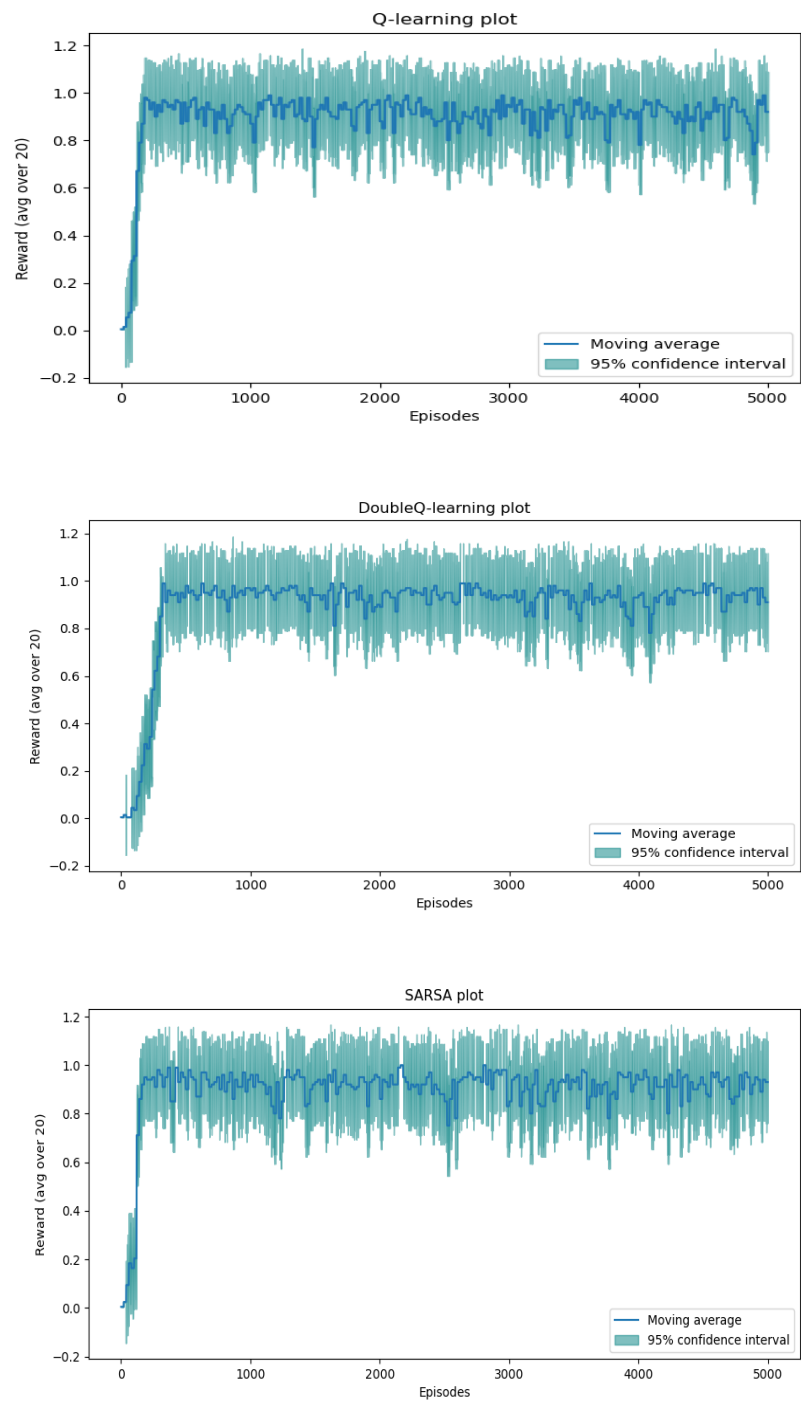 Q-learning plot
1.2
1.0
0.8
0.6
0.4
0.2
0.0
−0.2
Reward (avg over 20)
Moving average
95% confidence interval
0 1000 2000 3000 4000 5000
Episodes
DoubleQ-learning plot
1.2
1.0
0.8
0.6
0.4
0.2
0.0
−0.2
Reward (avg over 20)
Moving average
95% confidence interval
0 1000 2000 3000 4000 5000
Episodes
SARSA plot
1.2
1.0
0.8
0.6
0.4
0.2
0.0
−0.2
Reward (avg over 20)
Moving average
95% confidence interval
0 1000 2000 3000 4000 5000
Episodes